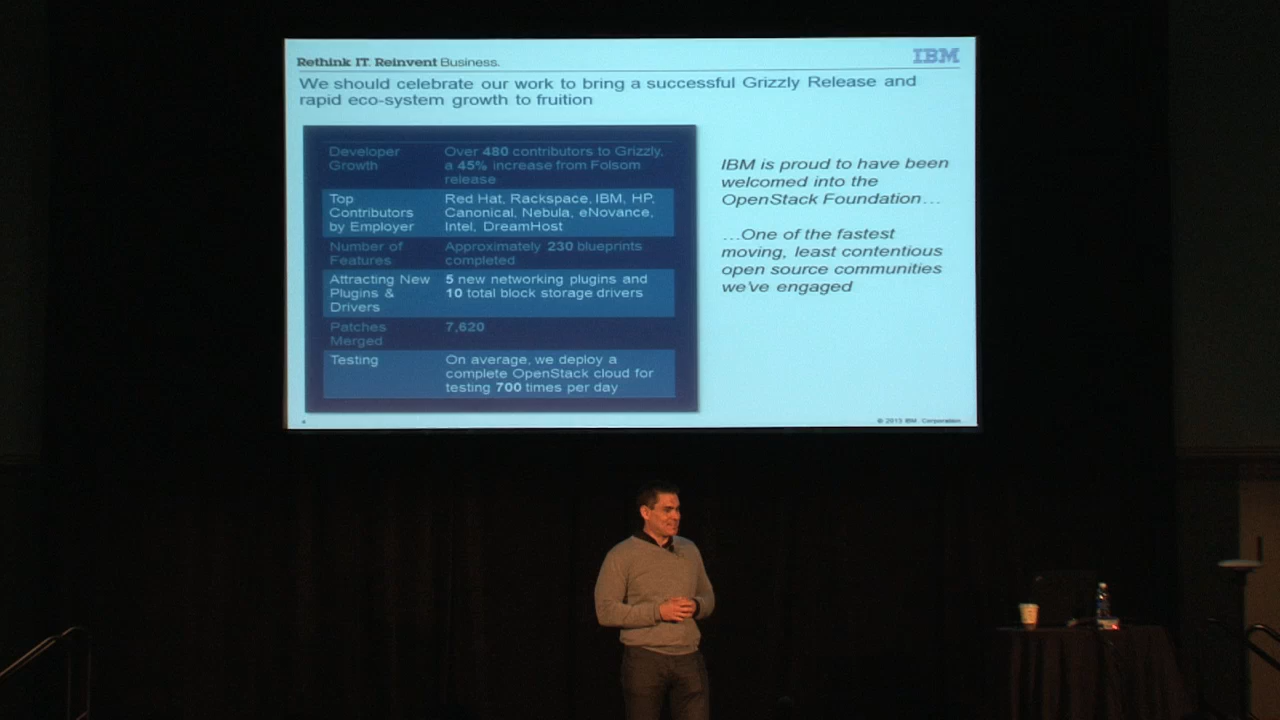 Rethink IT. Reinvent Business.
IBM
We should celebrate our work to bring a successful Grizzly Release and
rapid eco-system growth to fruition
Developer
Growth
Over 480 contributors to Grizzly,
a 45% increase from Folsom
release
Top
Contributors
by Employer
Red Hat, Rackspace, IBM, HP,
Canonical, Nebula, eNovance,
Intel, DreamHost
Number of
Features
Approximately 230 blueprints
completed
Attracting New
Plugins &
Drivers
5 new networking plugins and
10 total block storage drivers
Patches
Merged
7,620
Testing
On average, we deploy a
complete OpenStack cloud for
testing 700 times per day
IBM is proud to have been
welcomed into the
OpenStack Foundation…
…One of the fastest
moving, least contentious
open source communities
we've engaged
© 2013 IBM Corporation